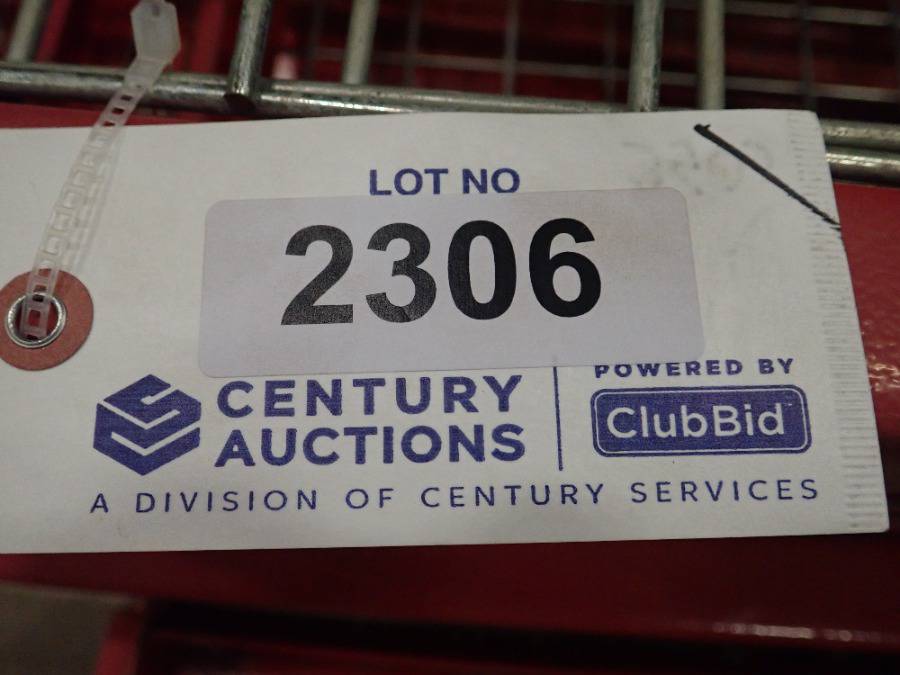 LOT NO
2306
CENTURY
AUCTIONS
POWERED BY
ClubBid
A DIVISION OF CENTURY SERVICES